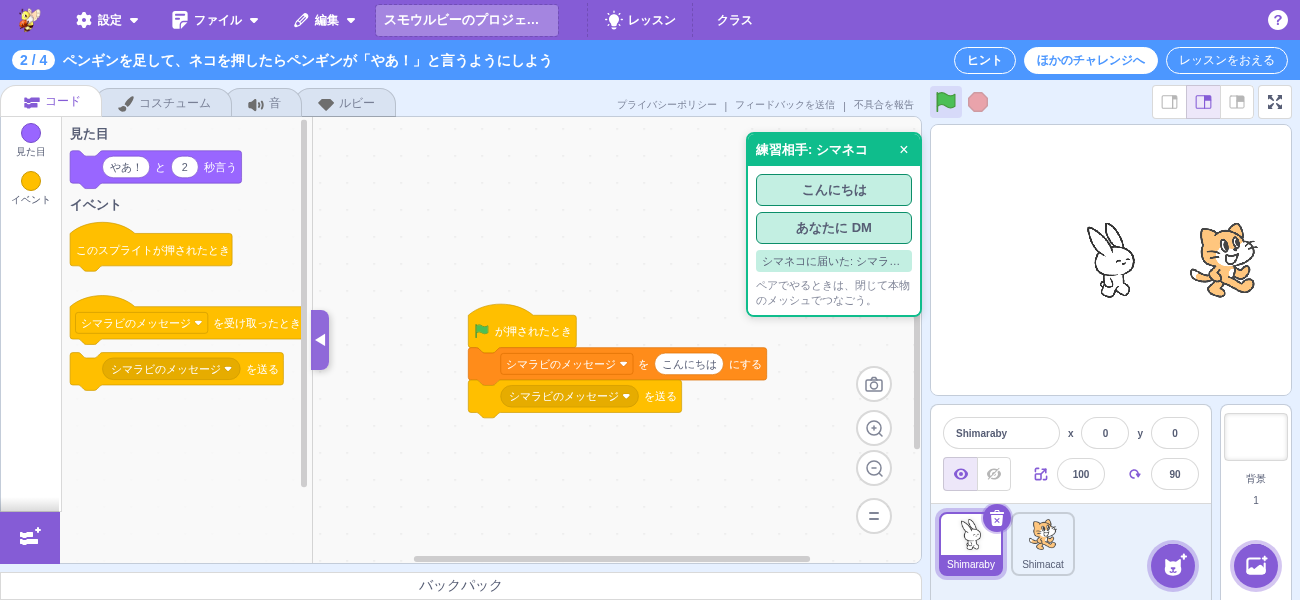 設定
ファイル
編集
スモウルビーのプロジェ…
レッスン
クラス
?
2 / 4
ペンギンを足して、ネコを押したらペンギンが「やあ！」と言うようにしよう
ヒント
ほかのチャレンジへ
レッスンをおえる
コード
コスチューム
音
ルビー
プライバシーポリシー | フィードバックを送信 | 不具合を報告
見た目
イベント
見た目
やあ！ と 2 秒言う
イベント
このスプライトが押されたとき
シマラビのメッセージ を受け取ったとき
シマラビのメッセージ を送る
が押されたとき
シマラビのメッセージ を こんにちは にする
シマラビのメッセージ を送る
練習相手: シマネコ ×
こんにちは
あなたに DM
シマネコに届いた: シマラ…
ペアでやるときは、閉じて本物
のメッシュでつなごう。
バックパック
Shimaraby x 0 y 0
100 90
Shimaraby
Shimacat
背景
1